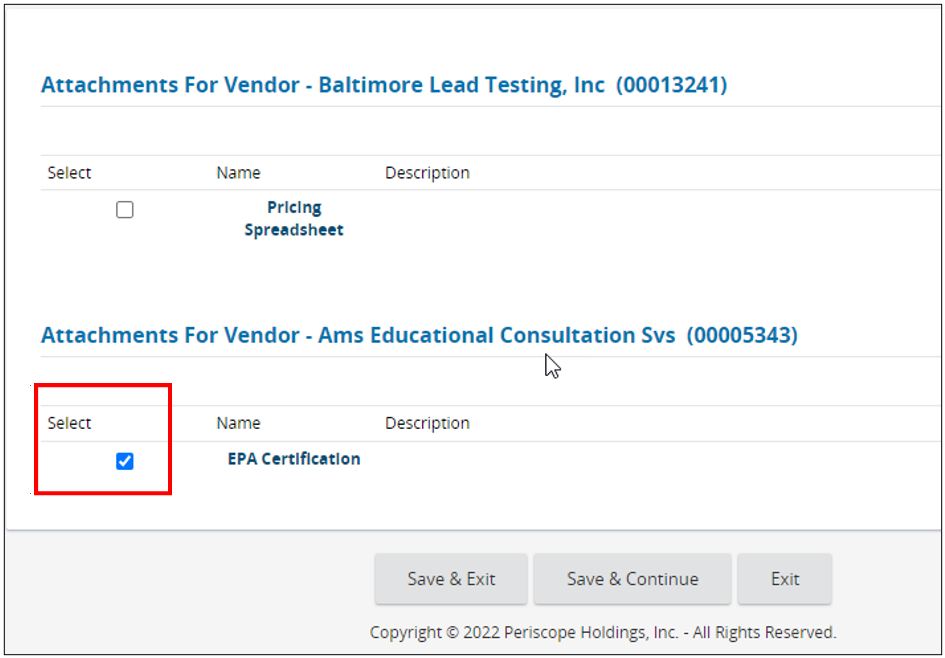 Attachments For Vendor - Baltimore Lead Testing, Inc (00013241)
Select Name Description
Pricing
Spreadsheet
Attachments For Vendor - Ams Educational Consultation Svs (00005343)
Select Name Description
EPA Certification
Save & Exit Save & Continue Exit
Copyright © 2022 Periscope Holdings, Inc. - All Rights Reserved.